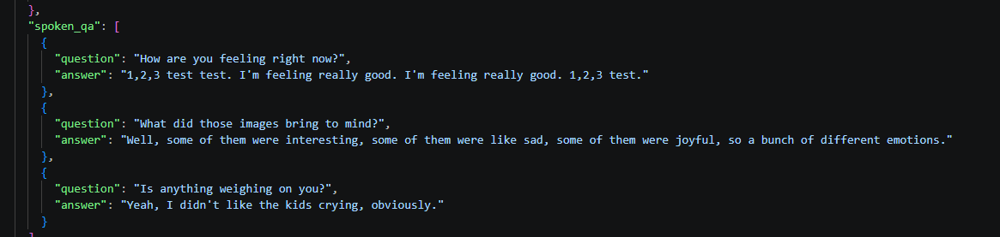 },
"spoken_qa": [
{
"question": "How are you feeling right now?",
"answer": "1,2,3 test test. I'm feeling really good. I'm feeling really good. 1,2,3 test."
},
{
"question": "What did those images bring to mind?",
"answer": "Well, some of them were interesting, some of them were like sad, some of them were joyful, so a bunch of different emotions."
},
{
"question": "Is anything weighing on you?",
"answer": "Yeah, I didn't like the kids crying, obviously."
}
]